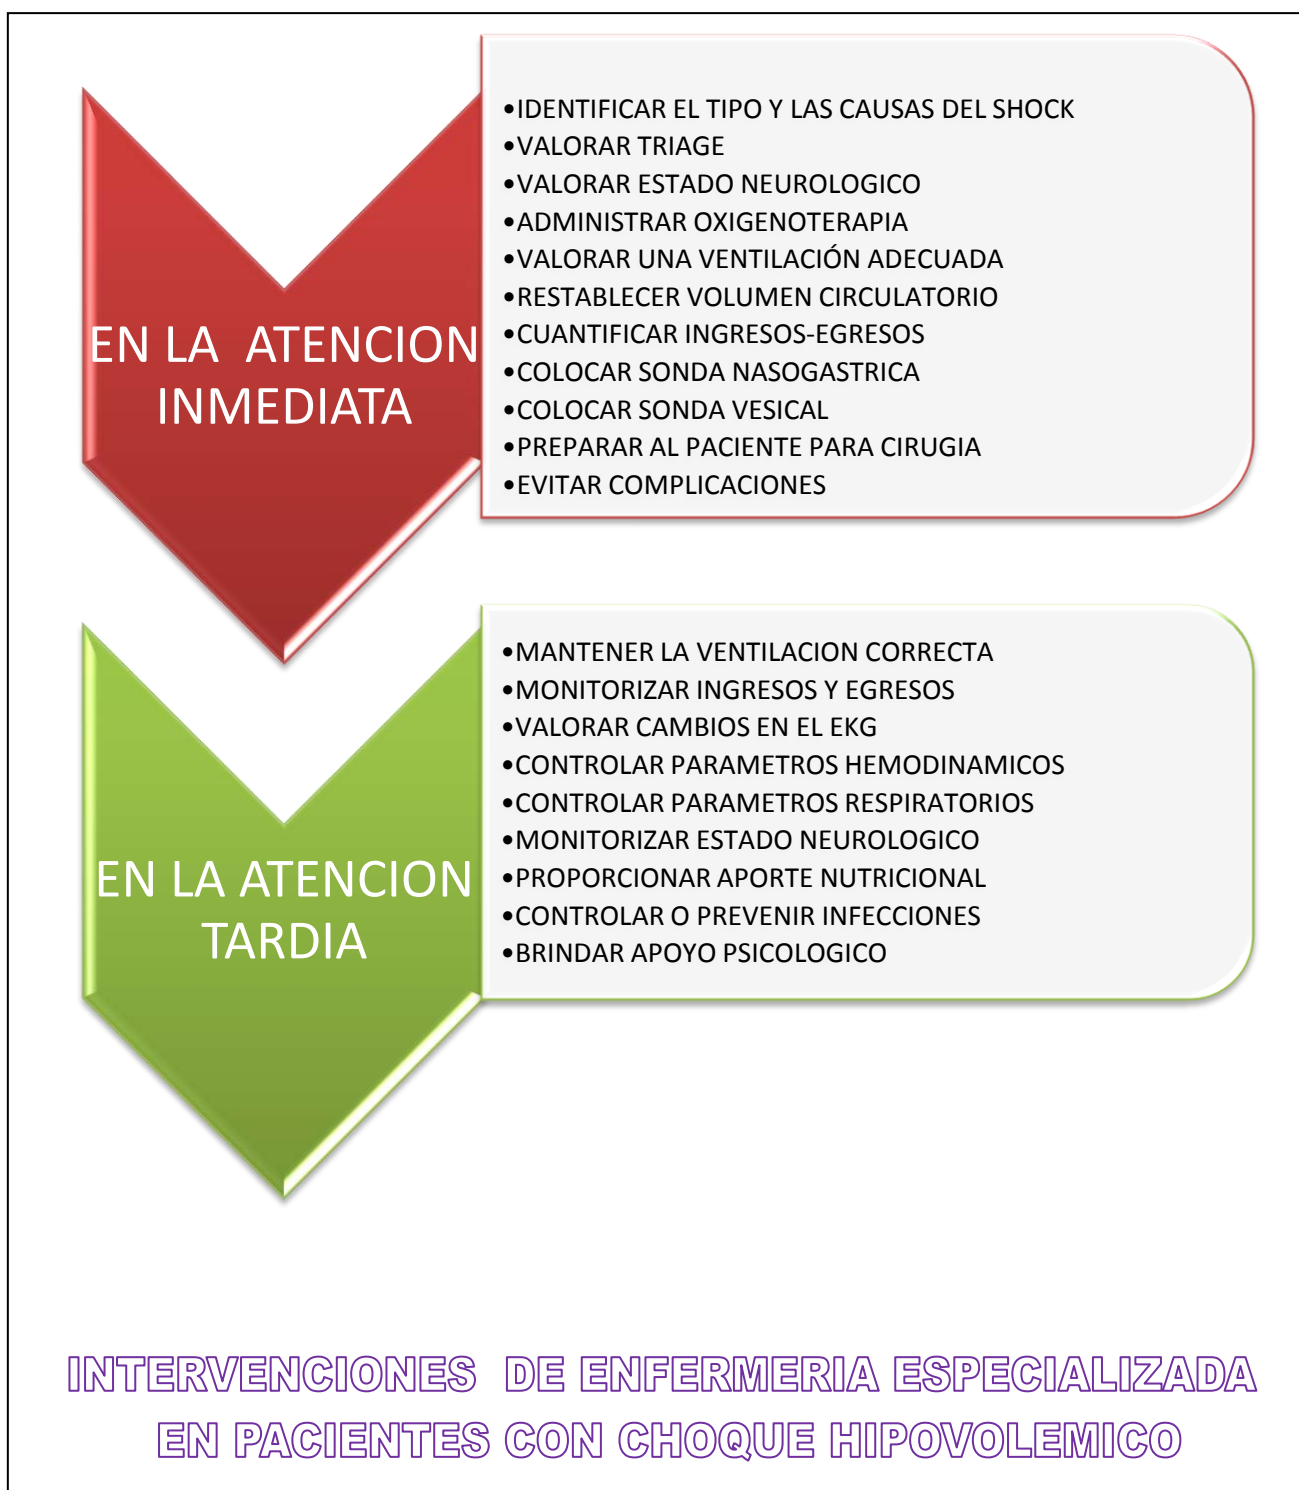 EN LA ATENCION
INMEDIATA
•IDENTIFICAR EL TIPO Y LAS CAUSAS DEL SHOCK
•VALORAR TRIAGE
•VALORAR ESTADO NEUROLOGICO
•ADMINISTRAR OXIGENOTERAPIA
•VALORAR UNA VENTILACIÓN ADECUADA
•RESTABLECER VOLUMEN CIRCULATORIO
•CUANTIFICAR INGRESOS-EGRESOS
•COLOCAR SONDA NASOGASTRICA
•COLOCAR SONDA VESICAL
•PREPARAR AL PACIENTE PARA CIRUGIA
•EVITAR COMPLICACIONES
EN LA ATENCION
TARDIA
•MANTENER LA VENTILACION CORRECTA
•MONITORIZAR INGRESOS Y EGRESOS
•VALORAR CAMBIOS EN EL EKG
•CONTROLAR PARAMETROS HEMODINAMICOS
•CONTROLAR PARAMETROS RESPIRATORIOS
•MONITORIZAR ESTADO NEUROLOGICO
•PROPORCIONAR APORTE NUTRICIONAL
•CONTROLAR O PREVENIR INFECCIONES
•BRINDAR APOYO PSICOLOGICO
INTERVENCIONES DE ENFERMERIA ESPECIALIZADA
EN PACIENTES CON CHOQUE HIPOVOLEMICO